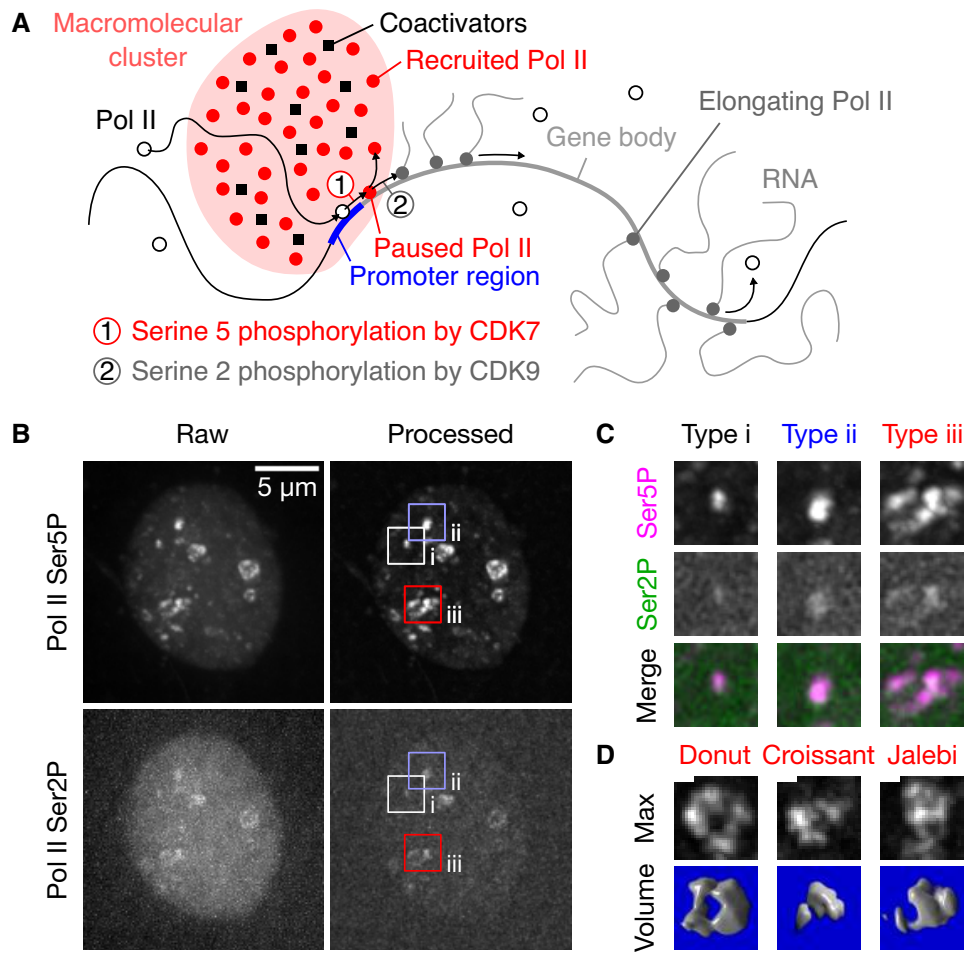 A
Macromolecular
cluster
Coactivators
Recruited Pol II
Pol II
Elongating Pol II
Gene body
RNA
1
2
Paused Pol II
Promoter region
1 Serine 5 phosphorylation by CDK7
2 Serine 2 phosphorylation by CDK9
B
Raw
Processed
5 µm
Pol II Ser5P
ii
i
iii
Pol II Ser2P
ii
i
iii
C
Type i
Type ii
Type iii
Ser5P
Ser2P
Merge
D
Donut
Croissant
Jalebi
Max
Volume